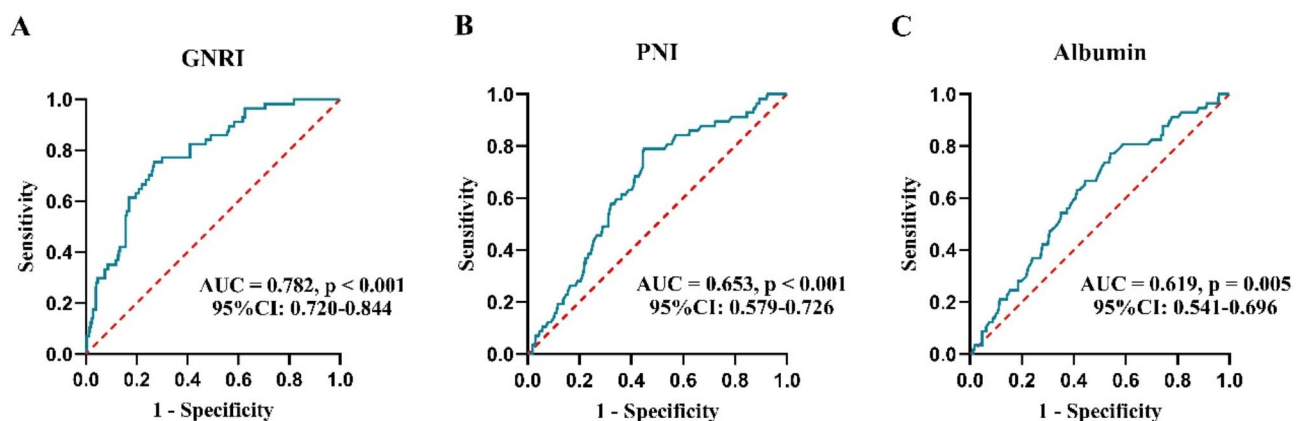 A
GNRI
Sensitivity
1.0
0.8
0.6
0.4
0.2
0.0
AUC = 0.782, p < 0.001
95%CI: 0.720-0.844
0.0 0.2 0.4 0.6 0.8 1.0
1 - Specificity
B
PNI
Sensitivity
1.0
0.8
0.6
0.4
0.2
0.0
AUC = 0.653, p < 0.001
95%CI: 0.579-0.726
0.0 0.2 0.4 0.6 0.8 1.0
1 - Specificity
C
Albumin
Sensitivity
1.0
0.8
0.6
0.4
0.2
0.0
AUC = 0.619, p = 0.005
95%CI: 0.541-0.696
0.0 0.2 0.4 0.6 0.8 1.0
1 - Specificity